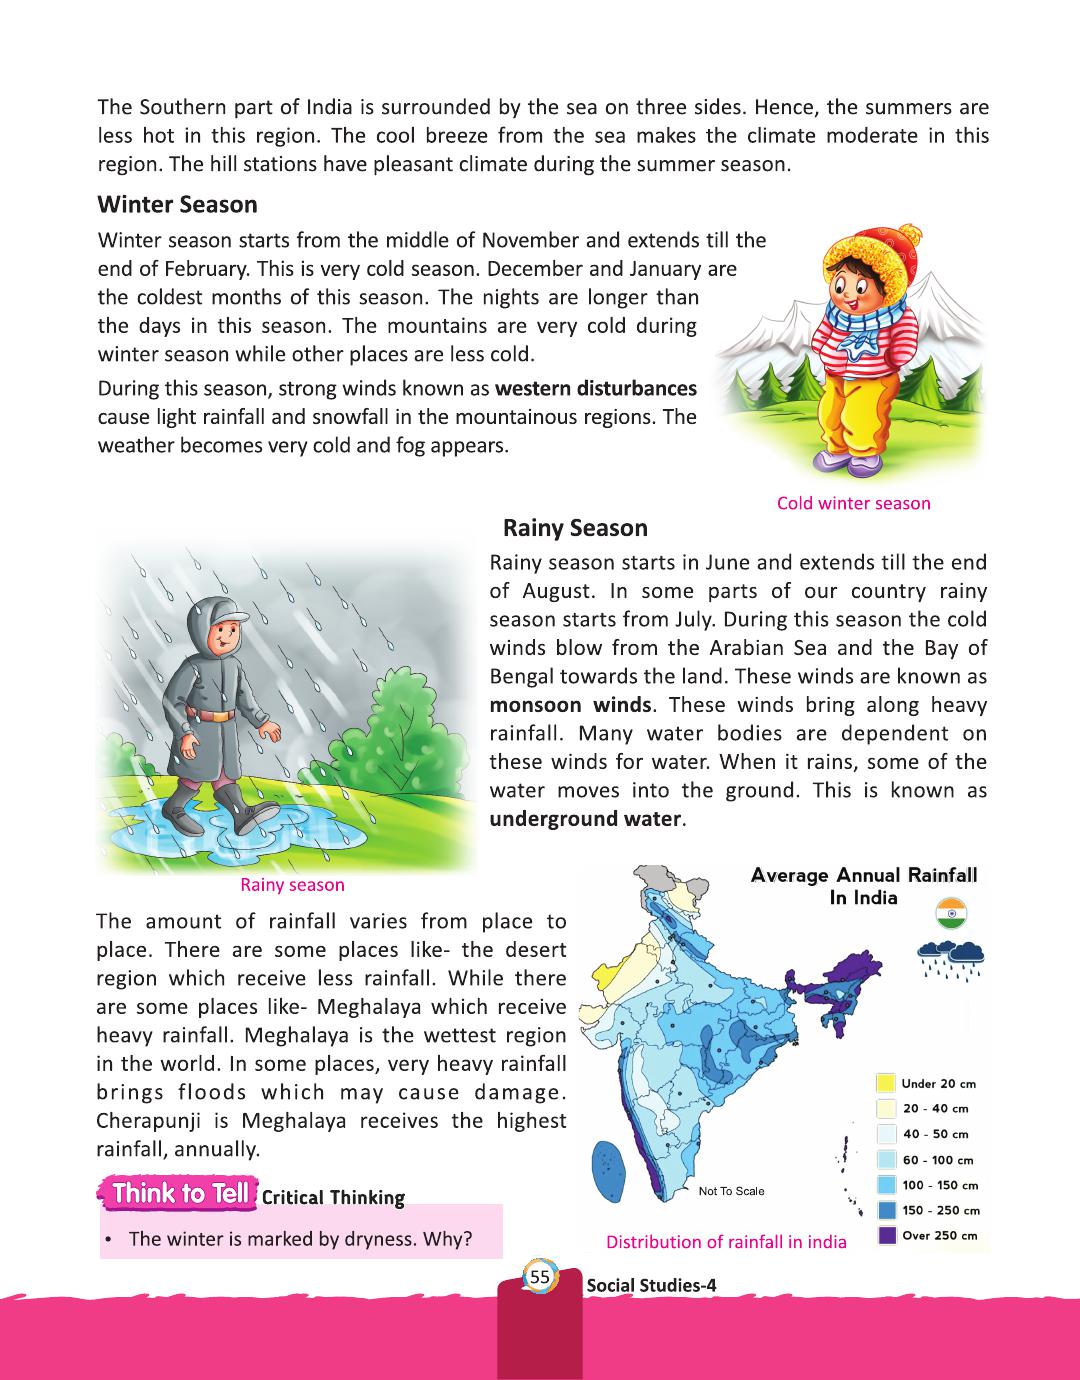 The Southern part of India is surrounded by the sea on three sides. Hence, the summers are
less hot in this region. The cool breeze from the sea makes the climate moderate in this
region. The hill stations have pleasant climate during the summer season.
Winter Season
Winter season starts from the middle of November and extends till the
end of February. This is very cold season. December and January are
the coldest months of this season. The nights are longer than
the days in this season. The mountains are very cold during
winter season while other places are less cold.
During this season, strong winds known as western disturbances
cause light rainfall and snowfall in the mountainous regions. The
weather becomes very cold and fog appears.
Cold winter season
Rainy Season
Rainy season starts in June and extends till the end
of August. In some parts of our country rainy
season starts from July. During this season the cold
winds blow from the Arabian Sea and the Bay of
Bengal towards the land. These winds are known as
monsoon winds. These winds bring along heavy
rainfall. Many water bodies are dependent on
these winds for water. When it rains, some of the
water moves into the ground. This is known as
underground water.
Rainy season
The amount of rainfall varies from place to
place. There are some places like- the desert
region which receive less rainfall. While there
are some places like- Meghalaya which receive
heavy rainfall. Meghalaya is the wettest region
in the world. In some places, very heavy rainfall
brings floods which may cause damage.
Cherapunji is Meghalaya receives the highest
rainfall, annually.
Average Annual Rainfall
In India
Under 20 cm
20 - 40 cm
40 - 50 cm
60 - 100 cm
100 - 150 cm
150 - 250 cm
Over 250 cm
Not To Scale
Distribution of rainfall in india
Think to Tell Critical Thinking
• The winter is marked by dryness. Why?
55
Social Studies-4